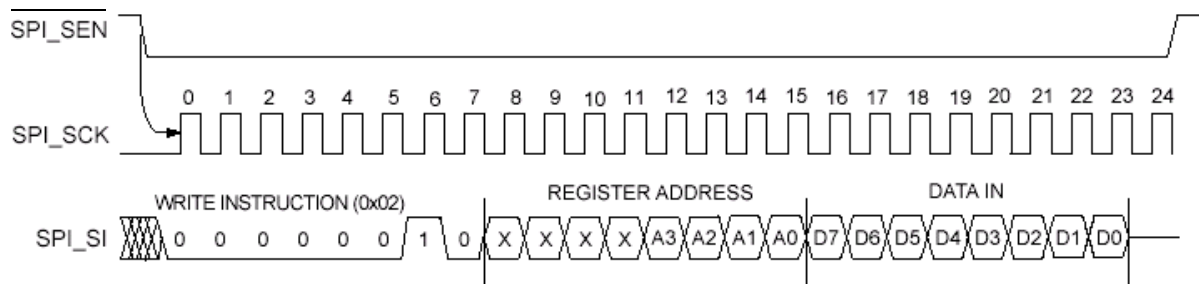 SPI_SEN
0 1 2 3 4 5 6 7 8 9 10 11 12 13 14 15 16 17 18 19 20 21 22 23 24
SPI_SCK
WRITE INSTRUCTION (0x02) REGISTER ADDRESS DATA IN
SPI_SI 0 0 0 0 0 0 1 0 X X X X A3 A2 A1 A0 D7 D6 D5 D4 D3 D2 D1 D0